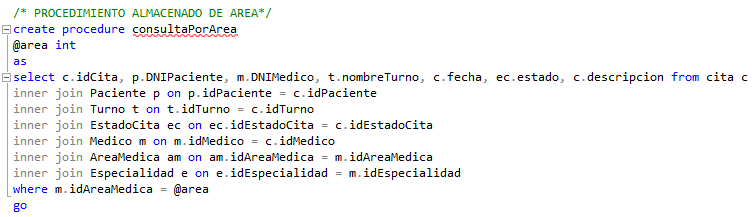 /* PROCEDIMIENTO ALMACENADO DE AREA*/
create procedure consultaPorArea
@area int
as
select c.idCita, p.DNIPaciente, m.DNIMedico, t.nombreTurno, c.fecha, ec.estado, c.descripcion from cita c
inner join Paciente p on p.idPaciente = c.idPaciente
inner join Turno t on t.idTurno = c.idTurno
inner join EstadoCita ec on ec.idEstadoCita = c.idEstadoCita
inner join Medico m on m.idMedico = c.idMedico
inner join AreaMedica am on am.idAreaMedica = m.idAreaMedica
inner join Especialidad e on e.idEspecialidad = m.idEspecialidad
where m.idAreaMedica = @area
go